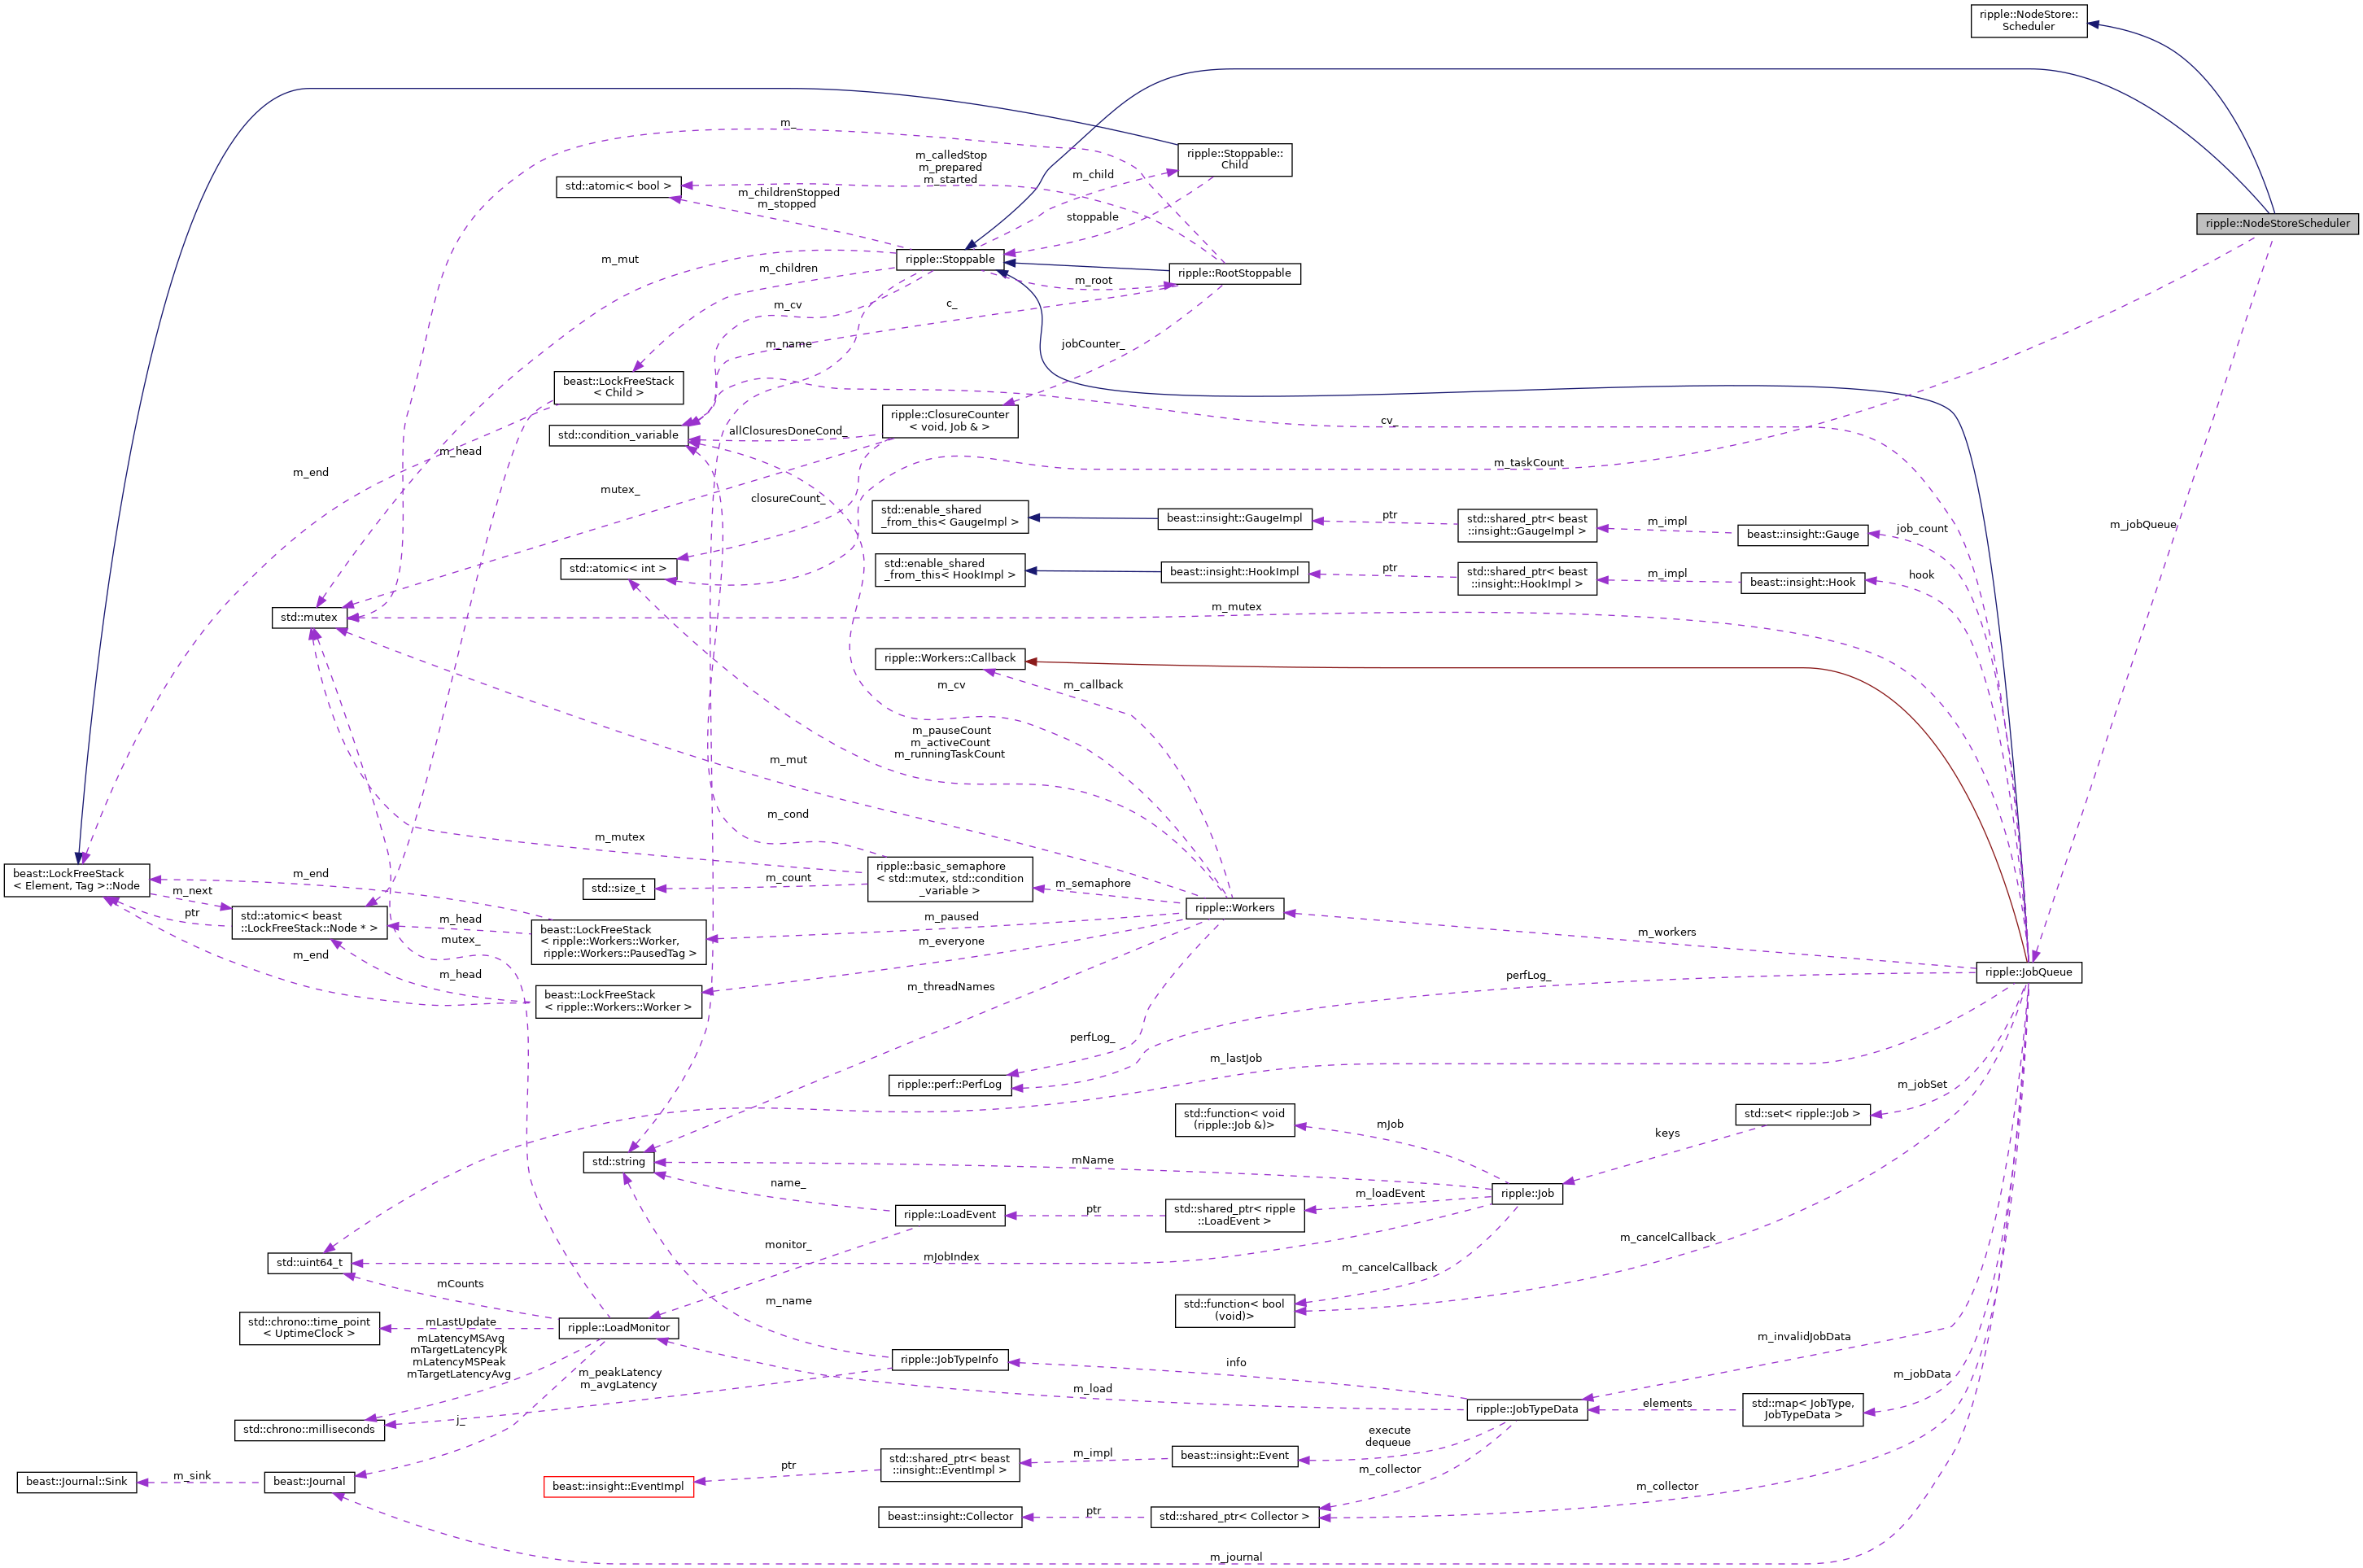 ripple::NodeStore::
Scheduler
m_
ripple::Stoppable::
Child
m_calledStop
m_prepared
m_started
m_child
std::atomic< bool >
m_childrenStopped
m_stopped
stoppable
ripple::NodeStoreScheduler
m_mut
ripple::Stoppable
m_children
ripple::RootStoppable
m_root
m_cv
c_
m_name
jobCounter_
beast::LockFreeStack
< Child >
ripple::ClosureCounter
< void, Job & >
cv_
std::condition_variable
allClosuresDoneCond_
m_head
m_end
m_taskCount
mutex_
closureCount_
std::enable_shared
_from_this< GaugeImpl >
beast::insight::GaugeImpl
ptr
std::shared_ptr< beast
::insight::GaugeImpl >
m_impl
beast::insight::Gauge
job_count
m_jobQueue
std::atomic< int >
std::enable_shared
_from_this< HookImpl >
beast::insight::HookImpl
ptr
std::shared_ptr< beast
::insight::HookImpl >
m_impl
beast::insight::Hook
hook
std::mutex
m_mutex
ripple::Workers::Callback
m_cv
m_callback
m_pauseCount
m_activeCount
m_runningTaskCount
m_mut
m_cond
m_mutex
beast::LockFreeStack
< Element, Tag >::Node
m_next
ptr
m_end
std::size_t
m_count
ripple::basic_semaphore
< std::mutex, std::condition
_variable >
m_semaphore
ripple::Workers
std::atomic< beast
::LockFreeStack::Node * >
m_head
mutex_
beast::LockFreeStack
< ripple::Workers::Worker,
ripple::Workers::PausedTag >
m_paused
m_everyone
m_workers
m_end
m_head
ripple::JobQueue
perfLog_
beast::LockFreeStack
< ripple::Workers::Worker >
m_threadNames
perfLog_
m_lastJob
ripple::perf::PerfLog
m_jobSet
std::function< void
(ripple::Job &)>
mJob
std::set< ripple::Job >
keys
std::string
mName
name_
m_loadEvent
ripple::Job
ripple::LoadEvent
ptr
std::shared_ptr< ripple
::LoadEvent >
monitor_
m_cancelCallback
std::uint64_t
mJobIndex
m_cancelCallback
mCounts
m_name
std::function< bool
(void)>
std::chrono::time_point
< UptimeClock >
mLastUpdate
ripple::LoadMonitor
mLatencyMSAvg
mTargetLatencyPk
mLatencyMSPeak
mTargetLatencyAvg
m_invalidJobData
ripple::JobTypeInfo
info
m_peakLatency
m_avgLatency
m_load
m_jobData
std::chrono::milliseconds
j_
ripple::JobTypeData
elements
std::map< JobType,
JobTypeData >
execute
dequeue
beast::insight::Event
m_impl
std::shared_ptr< beast
::insight::EventImpl >
ptr
beast::insight::EventImpl
m_collector
m_collector
beast::Journal::Sink
m_sink
beast::Journal
beast::insight::Collector
ptr
std::shared_ptr< Collector >
m_journal